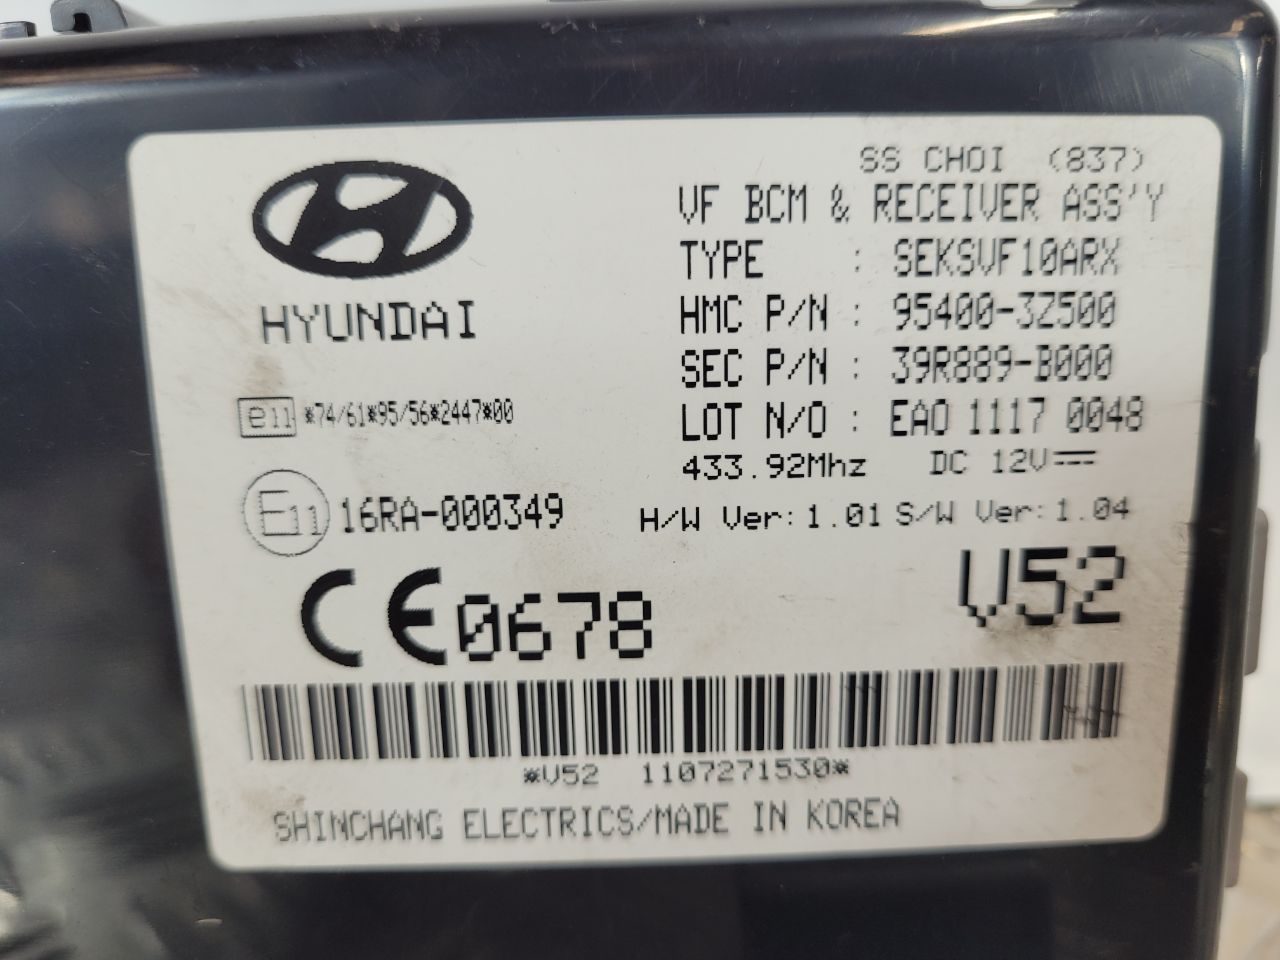 SS CHOI (837)
VF BCM & RECEIVER ASS'Y
HYUNDAI
TYPE : SEKSVF10ARX
HMC P/N : 95400-3Z500
SEC P/N : 39R889-B000
e11 *74/61*95/56*2447*00
LOT N/O : EAO 1117 0048
433.92Mhz DC 12V
E11 16RA-000349
H/W Ver: 1.01 S/W Ver: 1.04
CE0678
V52
*V52 1107271530*
SHINCHANG ELECTRICS/MADE IN KOREA